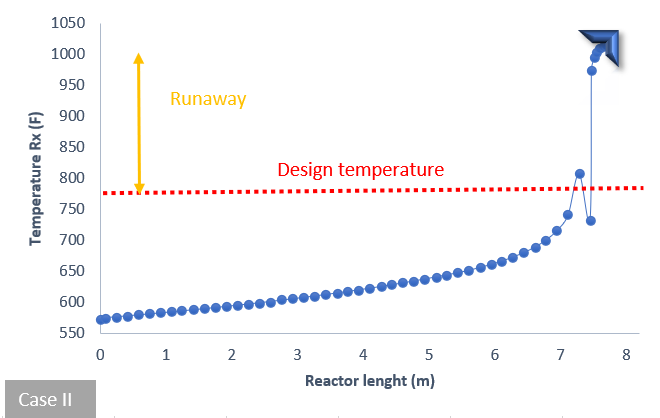 1050
1000
950
900
850
800
750
700
650
600
550
Temperature Rx (F)
Runaway
Design temperature
0 1 2 3 4 5 6 7 8
Reactor lenght (m)
Case II